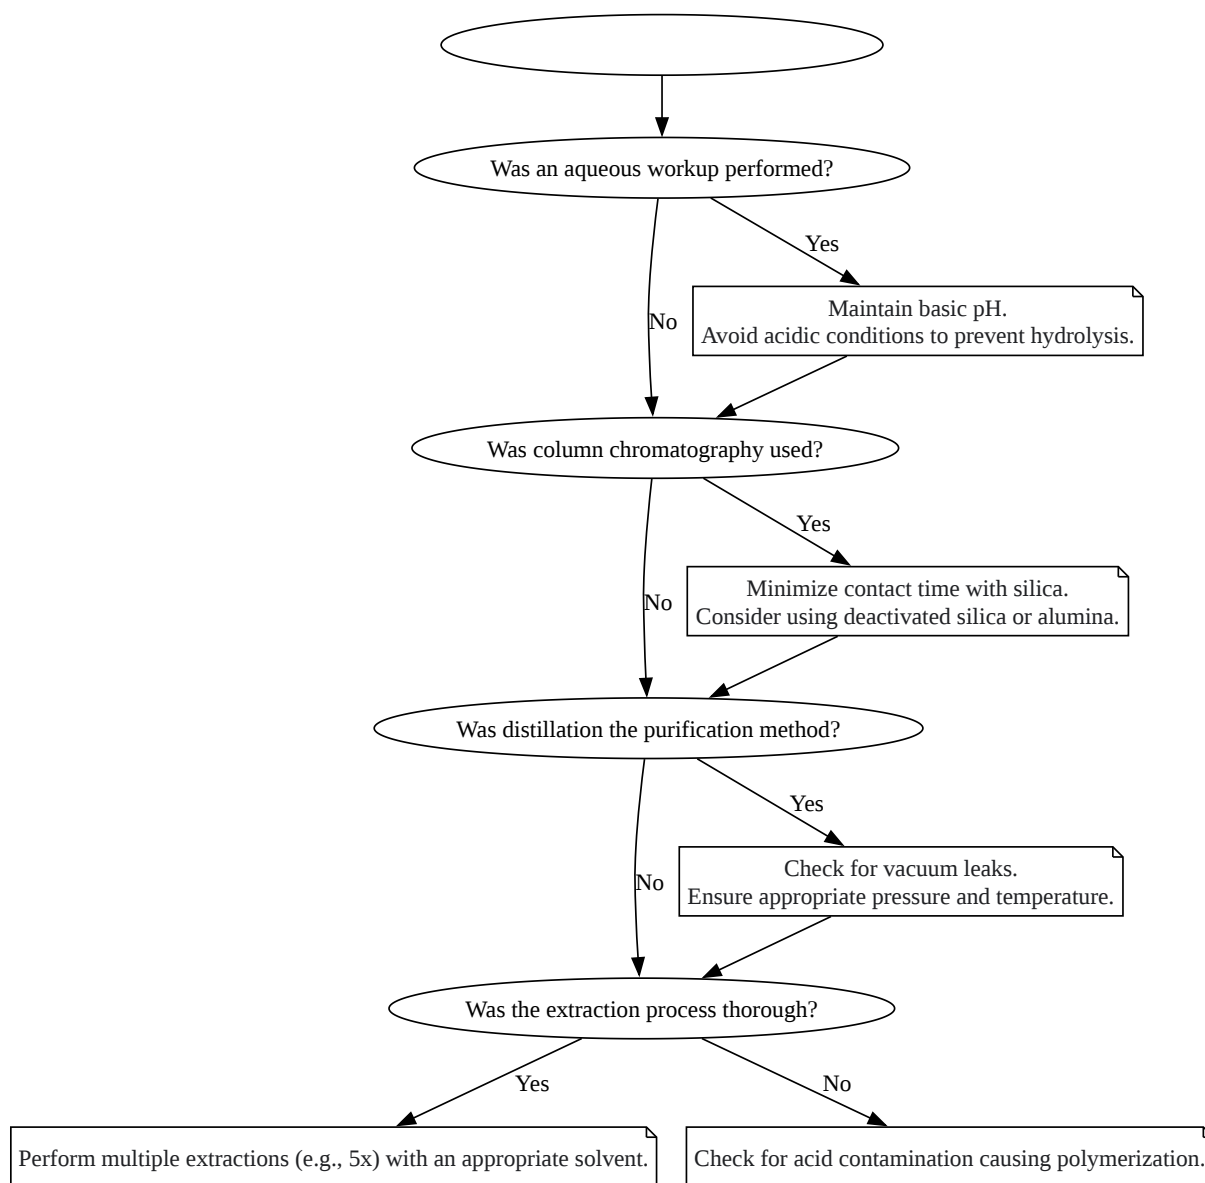 Was an aqueous workup performed?
Yes
Maintain basic pH.
Avoid acidic conditions to prevent hydrolysis.
No
Was column chromatography used?
Yes
Minimize contact time with silica.
Consider using deactivated silica or alumina.
No
Was distillation the purification method?
Yes
Check for vacuum leaks.
Ensure appropriate pressure and temperature.
No
Was the extraction process thorough?
Yes
No
Perform multiple extractions (e.g., 5x) with an appropriate solvent.
Check for acid contamination causing polymerization.